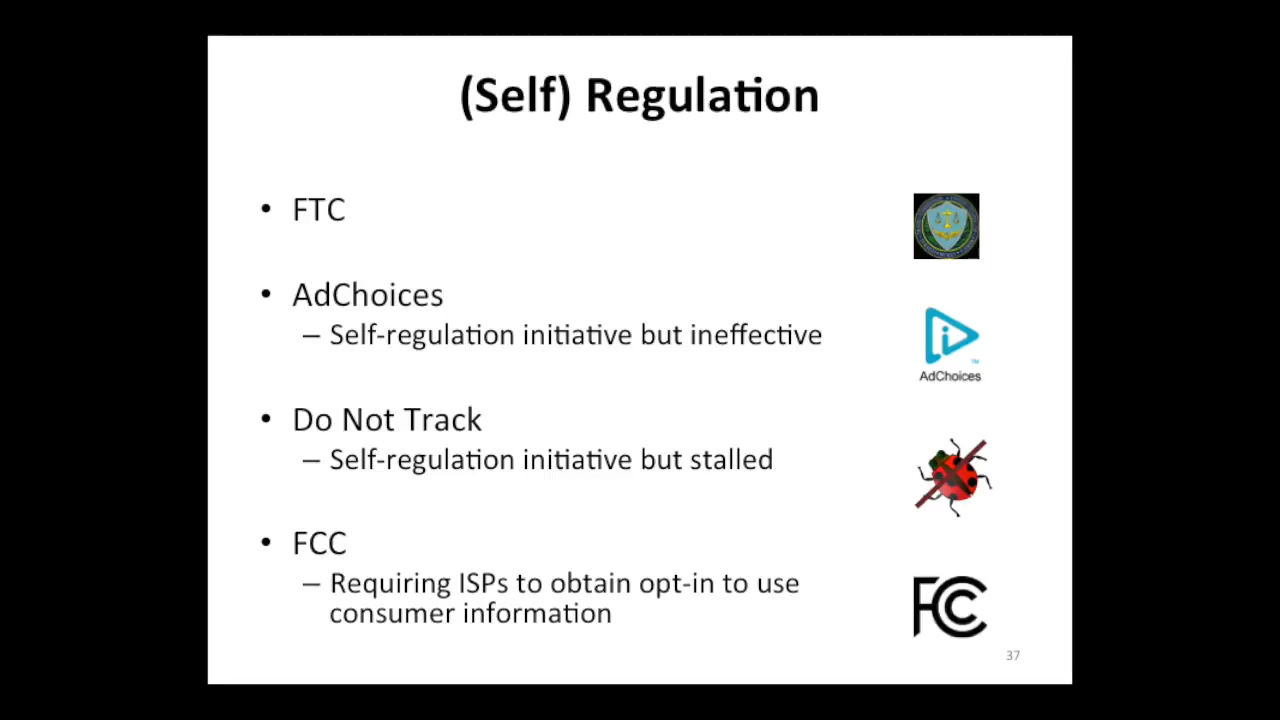 (Self) Regulation
• FTC
• AdChoices
– Self-regulation initiative but ineffective
AdChoices
• Do Not Track
– Self-regulation initiative but stalled
• FCC
– Requiring ISPs to obtain opt-in to use
consumer information
FCC
37